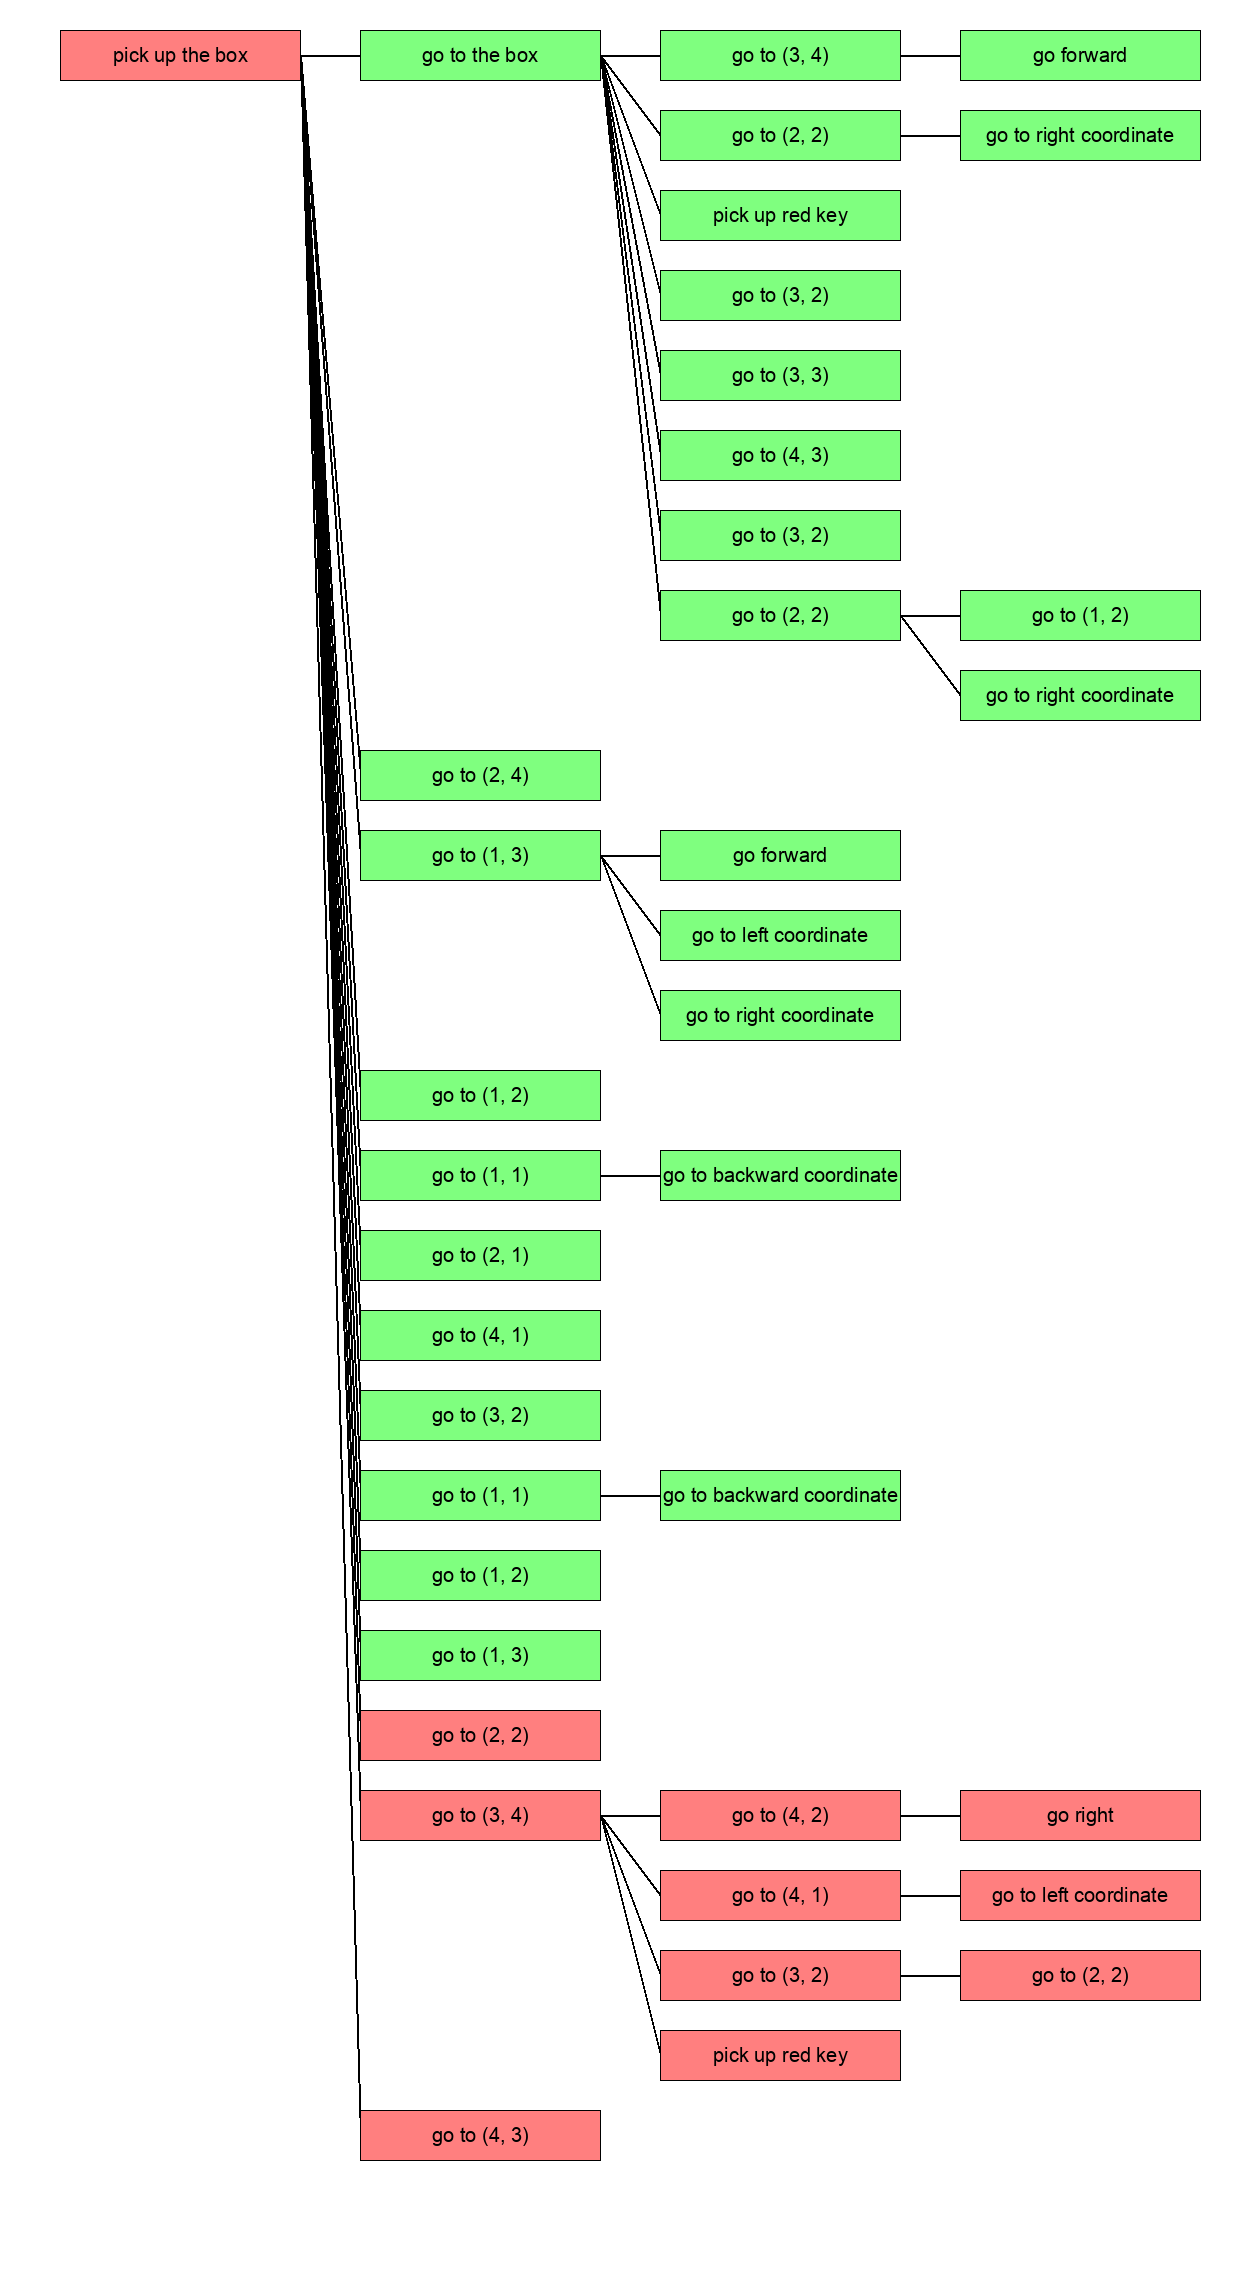 pick up the box
go to the box
go to (3, 4)
go forward
go to (2, 2)
go to right coordinate
pick up red key
go to (3, 2)
go to (3, 3)
go to (4, 3)
go to (3, 2)
go to (2, 2)
go to (1, 2)
go to right coordinate
go to (2, 4)
go to (1, 3)
go forward
go to left coordinate
go to right coordinate
go to (1, 2)
go to (1, 1)
go to backward coordinate
go to (2, 1)
go to (4, 1)
go to (3, 2)
go to (1, 1)
go to backward coordinate
go to (1, 2)
go to (1, 3)
go to (2, 2)
go to (3, 4)
go to (4, 2)
go right
go to (4, 1)
go to left coordinate
go to (3, 2)
go to (2, 2)
pick up red key
go to (4, 3)